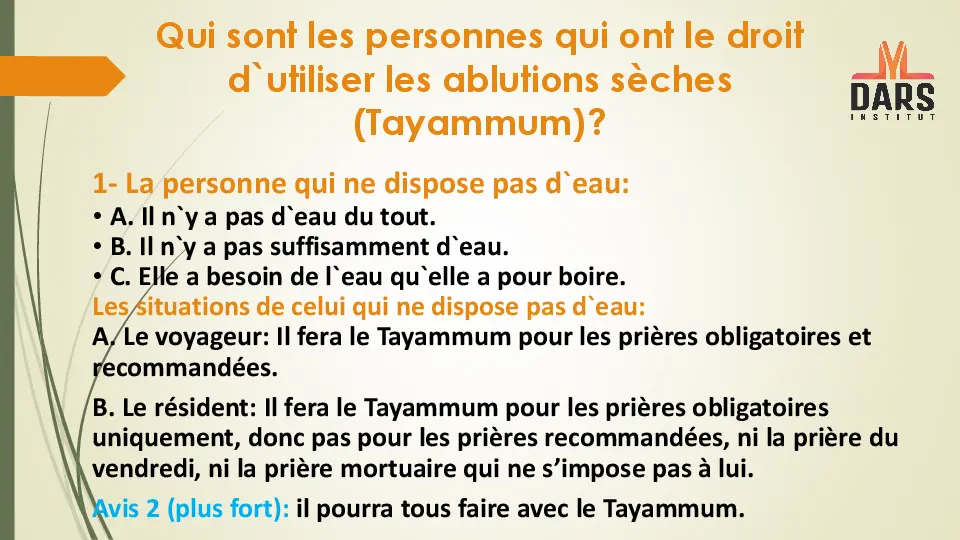 Qui sont les personnes qui ont le droit
d`utiliser les ablutions sèches
(Tayammum)?
DARS
INSTITUT
1- La personne qui ne dispose pas d`eau:
• A. Il n`y a pas d`eau du tout.
• B. Il n`y a pas suffisamment d`eau.
• C. Elle a besoin de l`eau qu`elle a pour boire.
Les situations de celui qui ne dispose pas d`eau:
A. Le voyageur: Il fera le Tayammum pour les prières obligatoires et
recommandées.
B. Le résident: Il fera le Tayammum pour les prières obligatoires
uniquement, donc pas pour les prières recommandées, ni la prière du
vendredi, ni la prière mortuaire qui ne s’impose pas à lui.
Avis 2 (plus fort): il pourra tous faire avec le Tayammum.